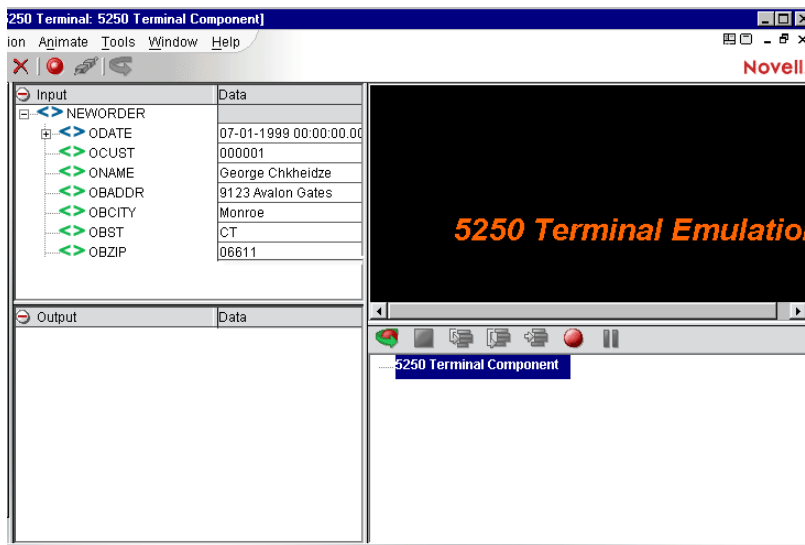 5250 Terminal: 5250 Terminal Component]
ion Animate Tools Window Help
Novell
Input Data
NEWORDER
ODATE 07-01-1999 00:00:00.00
OCUST 000001
ONAME George Chkheidze
OBADDR 9123 Avalon Gates
OBCITY Monroe
OBST CT
OBZIP 06611
5250 Terminal Emulation
Output Data
5250 Terminal Component